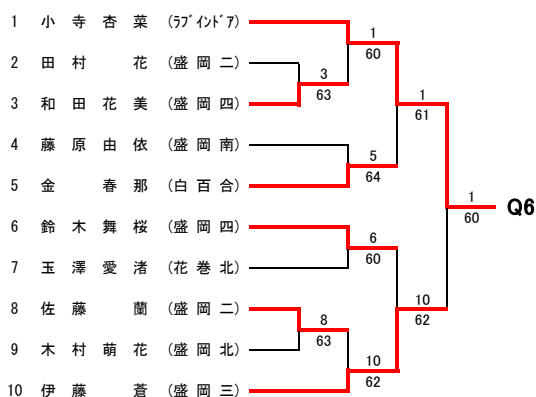 1 小寺杏菜 (ラブインドア)
2 田村 花 (盛岡二)
3 和田花美 (盛岡四)
4 藤原由依 (盛岡南)
5 金 春那 (白百合)
6 鈴木舞桜 (盛岡四)
7 玉澤愛渚 (花巻北)
8 佐藤 蘭 (盛岡二)
9 木村萌花 (盛岡北)
10 伊藤 蒼 (盛岡三)
3
63
8
63
1
60
5
64
6
60
10
62
1
61
10
62
1
60
Q6